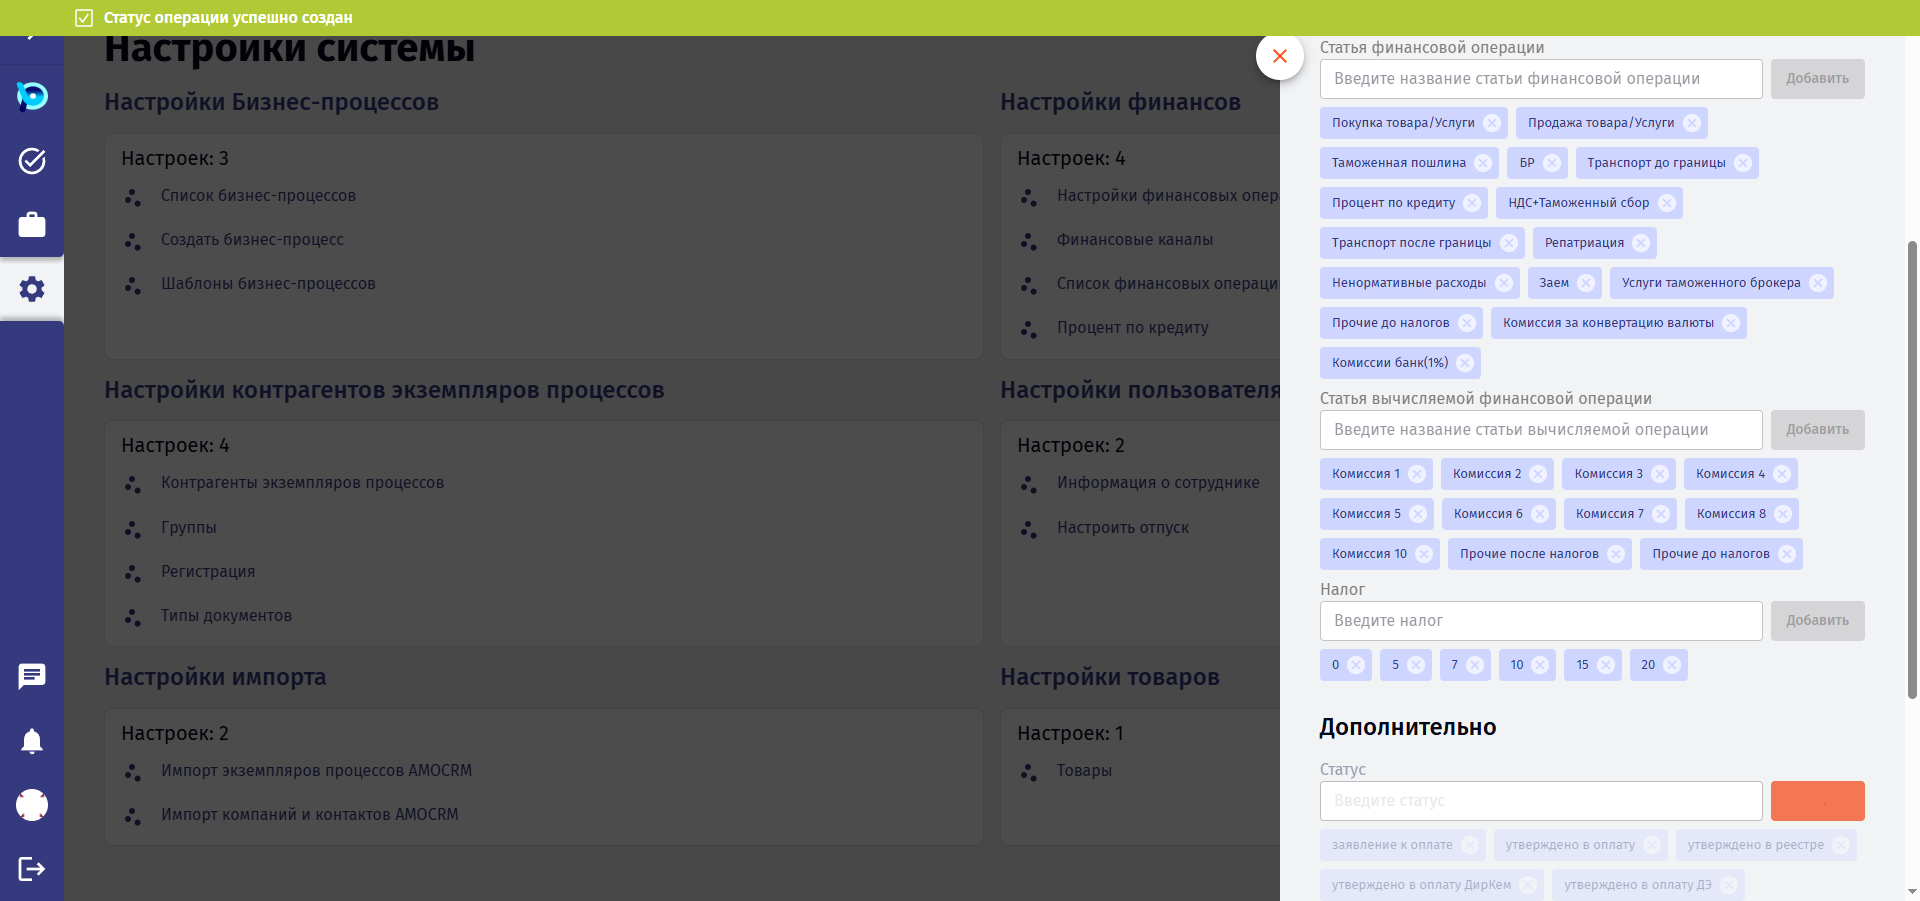 Статус операции успешно создан
Настройки системы
Настройки Бизнес-процессов
Настроек: 3
Список бизнес-процессов
Создать бизнес-процесс
Шаблоны бизнес-процессов
Настройки финансов
Настроек: 4
Настройки финансовых опер
Финансовые каналы
Список финансовых операци
Процент по кредиту
Настройки контрагентов экземпляров процессов
Настроек: 4
Контрагенты экземпляров процессов
Группы
Регистрация
Типы документов
Настройки пользователя
Настроек: 2
Информация о сотруднике
Настроить отпуск
Настройки импорта
Настроек: 2
Импорт экземпляров процессов AMOCRM
Импорт компаний и контактов AMOCRM
Настройки товаров
Настроек: 1
Товары
Статья финансовой операции
Введите название статьи финансовой операции Добавить
Покупка товара/Услуги Продажа товара/Услуги
Таможенная пошлина БР Транспорт до границы
Процент по кредиту НДС+Таможенный сбор
Транспорт после границы Репатриация
Ненормативные расходы Заем Услуги таможенного брокера
Прочие до налогов Комиссия за конвертацию валюты
Комиссии банк(1%)
Статья вычисляемой финансовой операции
Введите название статьи вычисляемой операции Добавить
Комиссия 1 Комиссия 2 Комиссия 3 Комиссия 4
Комиссия 5 Комиссия 6 Комиссия 7 Комиссия 8
Комиссия 10 Прочие после налогов Прочие до налогов
Налог
Введите налог Добавить
0 5 7 10 15 20
Дополнительно
Статус
Введите статус
заявление к оплате утверждено в оплату утверждено в реестре
утверждено в оплату ДирКем утверждено в оплату ДЭ